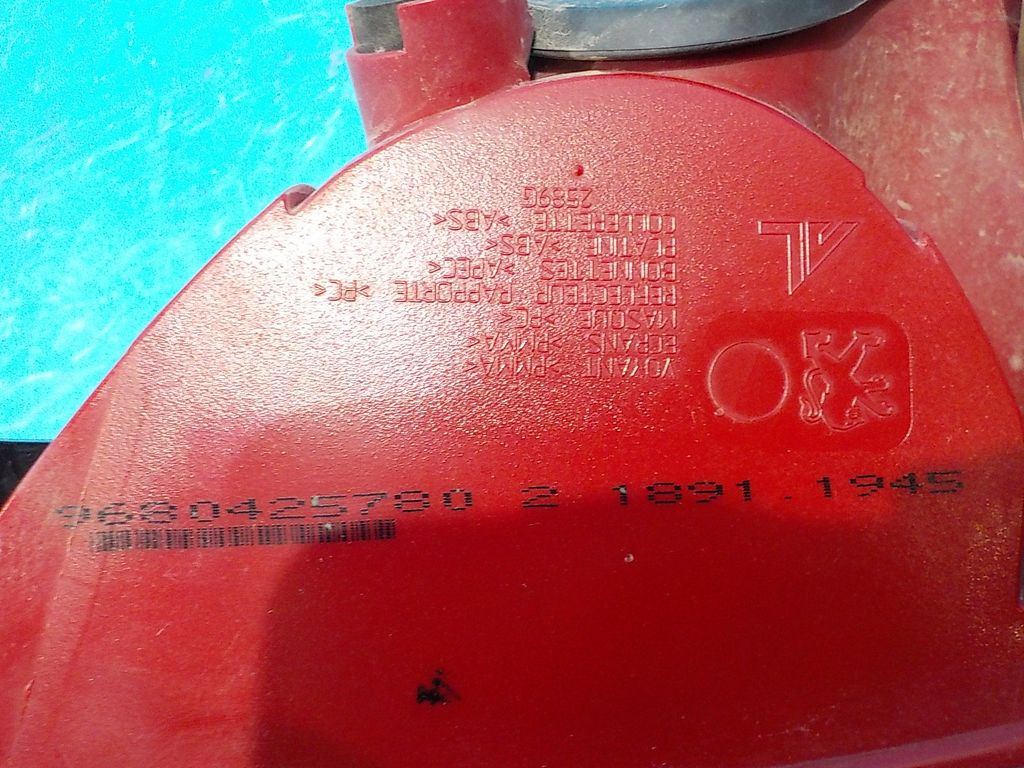 VOYANT >PMMA<
ECRANS >PMMA<
MASQUE >PC<
REFLECTEUR RAPPORTE >PC<
BONNETTES >APEC<
PLATINE >ABS<
COLLERETTE >ABS<
25896
9680425780 2 1891.1945